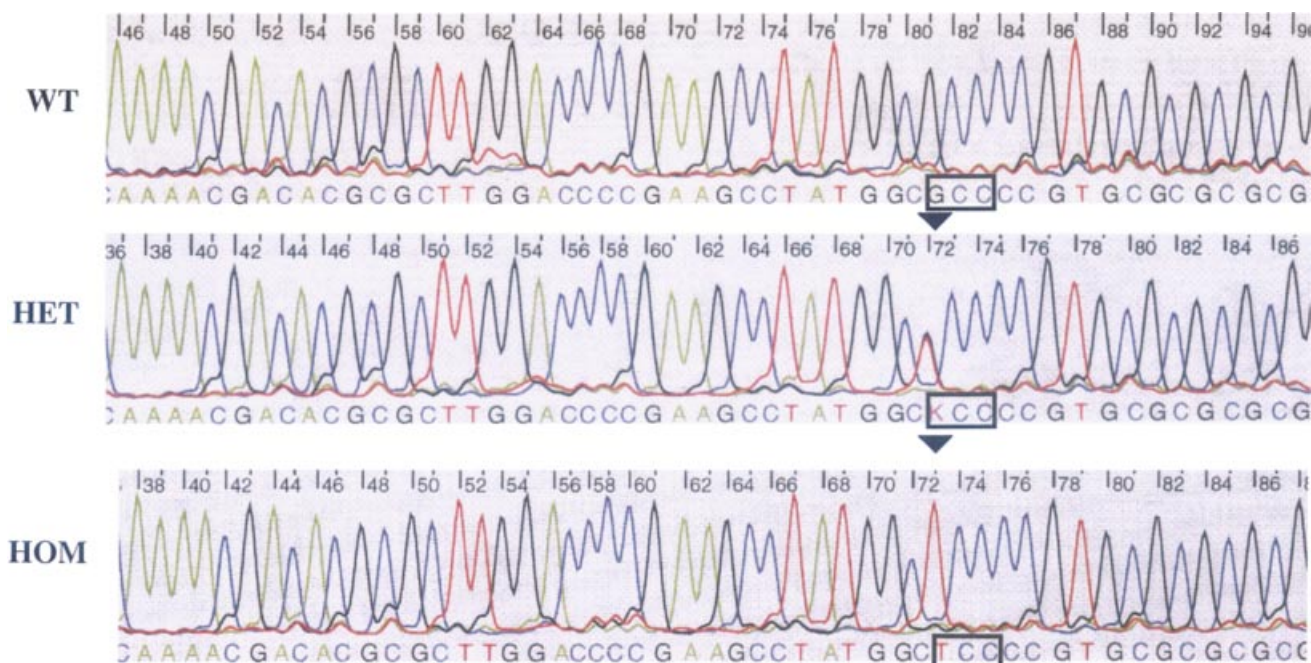 46 48 50 52 54 56 58 60 62 64 66 68 70 72 74 76 78 80 82 84 86 88 90 92 94 96
WT
CAAAACGACACGCGCTTGGACCCCGAAGCCTATGGCGCCCCGTGCGCGCGCG
36 38 40 42 44 46 48 50 52 54 56 58 60 62 64 66 68 70 72 74 76 78 80 82 84 86
HET
CAAAACGACACGCGCTTGGACCCCGAAGCCTATGGCKCCCCGTGCGCGCGCG
38 40 42 44 46 48 50 52 54 56 58 60 62 64 66 68 70 72 74 76 78 80 82 84 86
HOM
CAAAACGACACGCGCTTGGACCCCGAAGCCTATGGCTCCCCGTGCGCGCGC